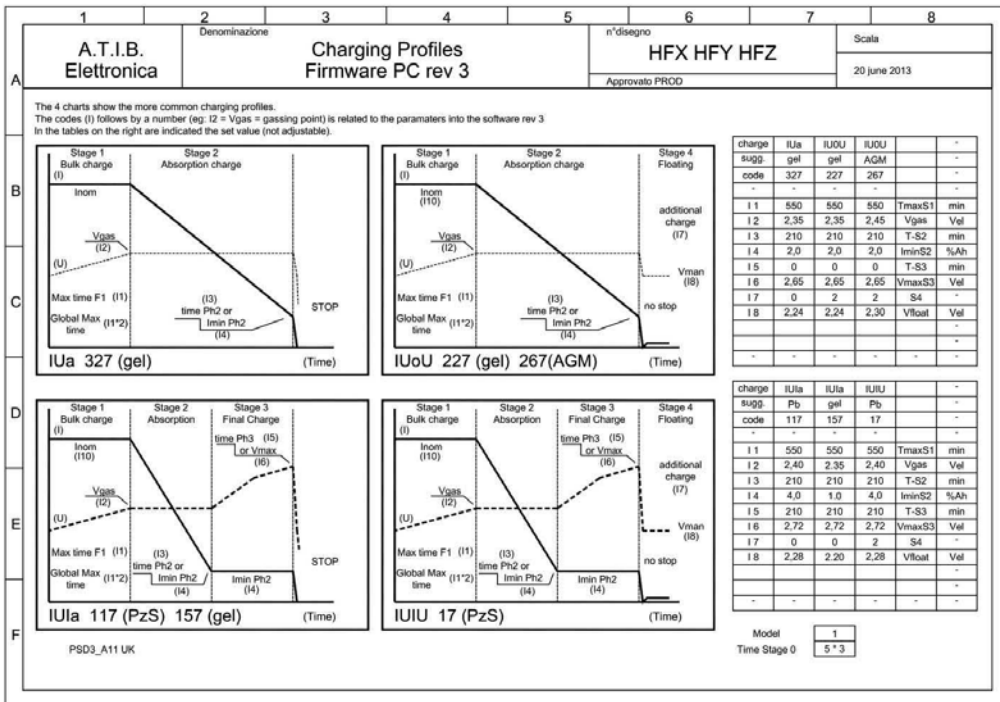 1 2 3 4 5 6 7 8
A.T.I.B.
Elettronica
Denominazione
Charging Profiles
Firmware PC rev 3
n°disegno
HFX HFY HFZ
Approvato PROD
Scala
20 june 2013
A
B
C
D
E
F
The 4 charts show the more common charging profiles.
The codes (I) follows by a number (eg: I2 = Vgas = gassing point) is related to the paramaters into the software rev 3
In the tables on the right are indicated the set value (not adjustable).
Stage 1
Bulk charge
(I)
Inom
Vgas
(I2)
(U)
Max time F1 (I1)
Global Max time (I1*2)
Stage 2
Absorption charge
(I3)
time Ph2 or
Imin Ph2
(I4)
STOP
IUa 327 (gel)
(Time)
Stage 1
Bulk charge
(I)
Inom
(I10)
Vgas
(I2)
(U)
Max time F1 (I1)
Global Max time (I1*2)
Stage 2
Absorption charge
(I3)
time Ph2 or
Imin Ph2
(I4)
Stage 4
Floating
additional
charge
(I7)
Vman
(I8)
no stop
IUoU 227 (gel) 267(AGM)
(Time)
charge IUa IU0U IU0U -
sugg. gel gel AGM -
code 327 227 267 -
- - - - - -
I 1 550 550 550 TmaxS1 min
I 2 2,35 2,35 2,45 Vgas Vel
I 3 210 210 210 T-S2 min
I 4 2,0 2,0 2,0 IminS2 %Ah
I 5 0 0 0 T-S3 min
I 6 2,65 2,65 2,65 VmaxS3 Vel
I 7 0 2 2 S4 -
I 8 2,24 2,24 2,30 Vfloat Vel
-
-
- - - - - -
Stage 1
Bulk charge
(I)
Inom
(I10)
Vgas
(I2)
(U)
Max time F1 (I1)
Global Max time (I1*2)
Stage 2
Absorption
(I3)
time Ph2 or
Imin Ph2
(I4)
Stage 3
Final Charge
time Ph3 (I5)
or Vmax
(I6)
Imin Ph2
(I4)
STOP
IUIa 117 (PzS) 157 (gel)
(Time)
Stage 1
Bulk charge
(I)
Inom
(I10)
Vgas
(I2)
(U)
Max time F1 (I1)
Global Max time (I1*2)
Stage 2
Absorption
(I3)
time Ph2 or
Imin Ph2
(I4)
Stage 3
Final Charge
time Ph3 (I5)
or Vmax
(I6)
Imin Ph2
(I4)
Stage 4
Floating
additional
charge
(I7)
Vman
(I8)
no stop
IUIU 17 (PzS)
(Time)
charge IUIa IUIa IUIU -
sugg. Pb gel Pb -
code 117 157 17 -
- - - - - -
I 1 550 550 550 TmaxS1 min
I 2 2,40 2.35 2,40 Vgas Vel
I 3 210 210 210 T-S2 min
I 4 4,0 1.0 4,0 IminS2 %Ah
I 5 210 210 210 T-S3 min
I 6 2,72 2,72 2,72 VmaxS3 Vel
I 7 0 0 2 S4 -
I 8 2,28 2.20 2,28 Vfloat Vel
-
-
- - - - - -
PSD3_A11 UK
Model 1
Time Stage 0 5 * 3